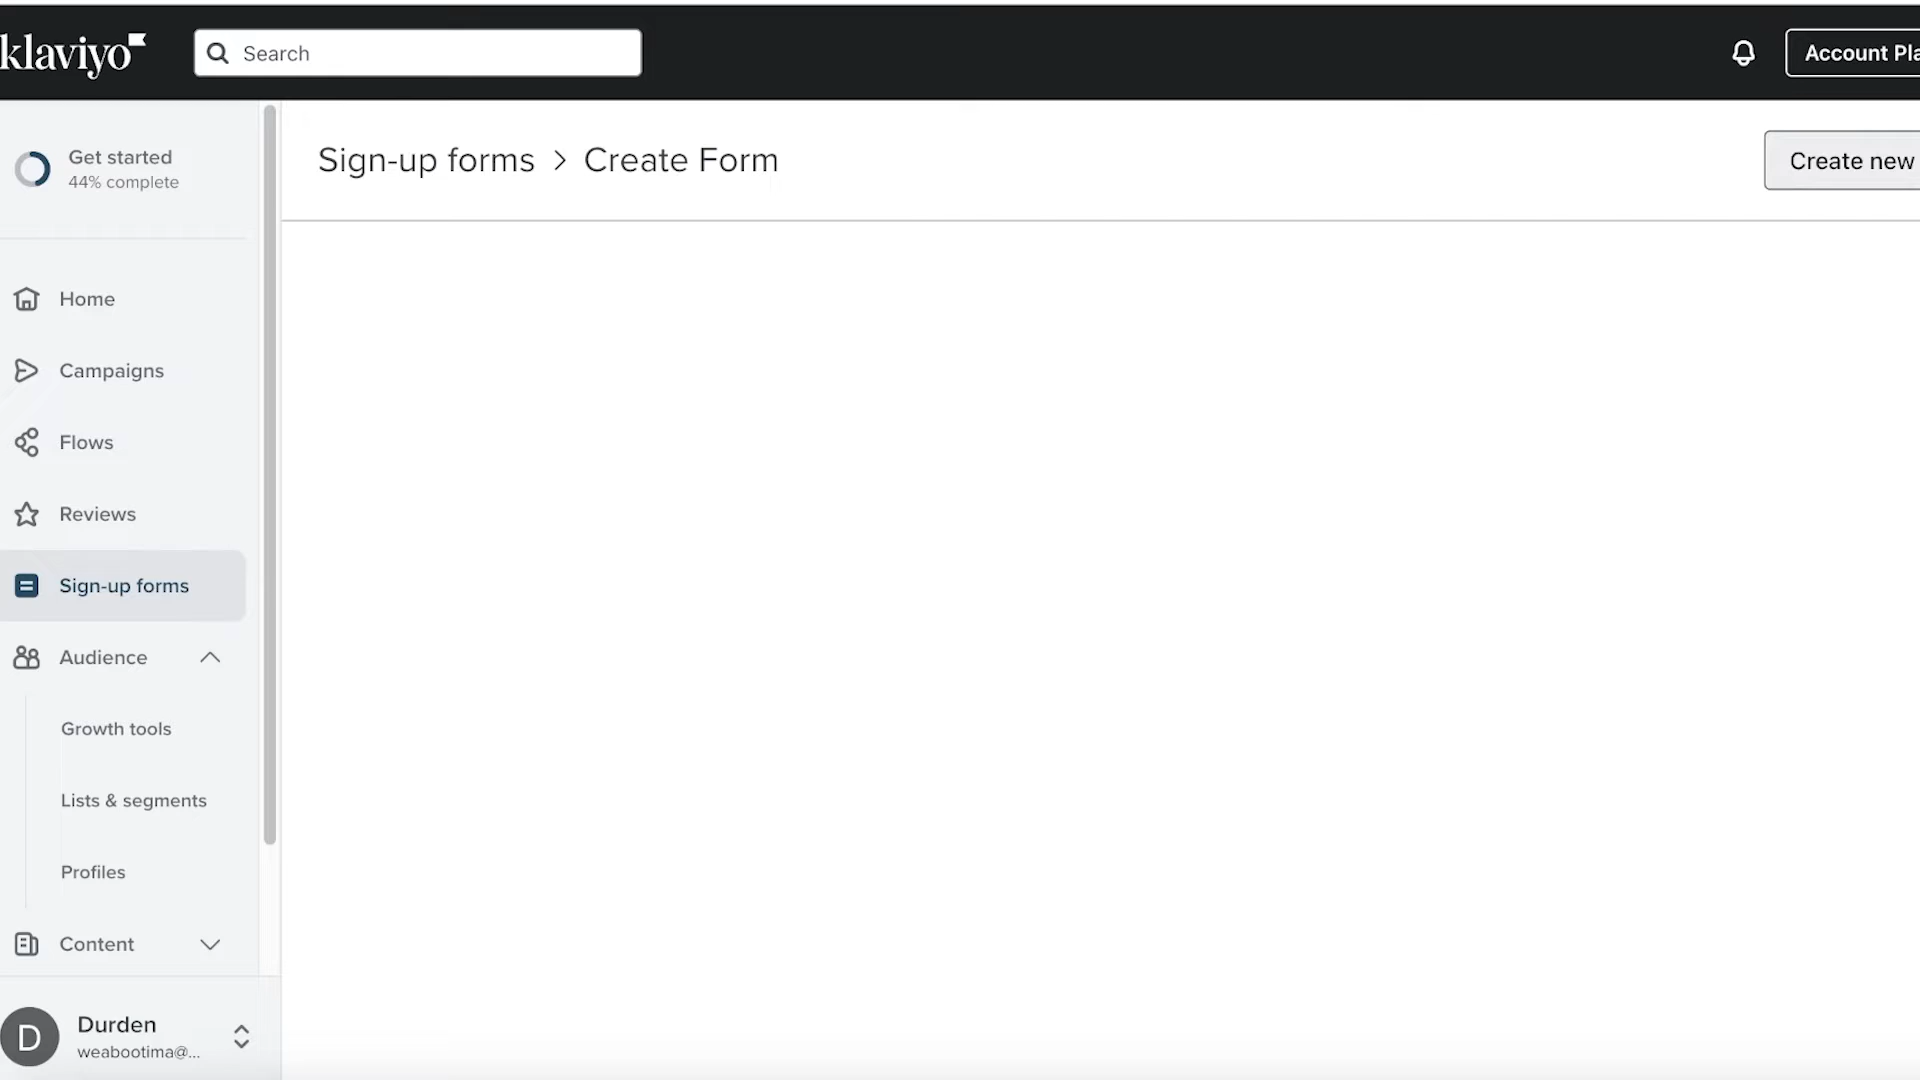 klaviyo
Search
Account Pla
Get started
44% complete
Sign-up forms > Create Form
Create new
Home
Campaigns
Flows
Reviews
Sign-up forms
Audience
Growth tools
Lists & segments
Profiles
Content
D
Durden
weabootima@...